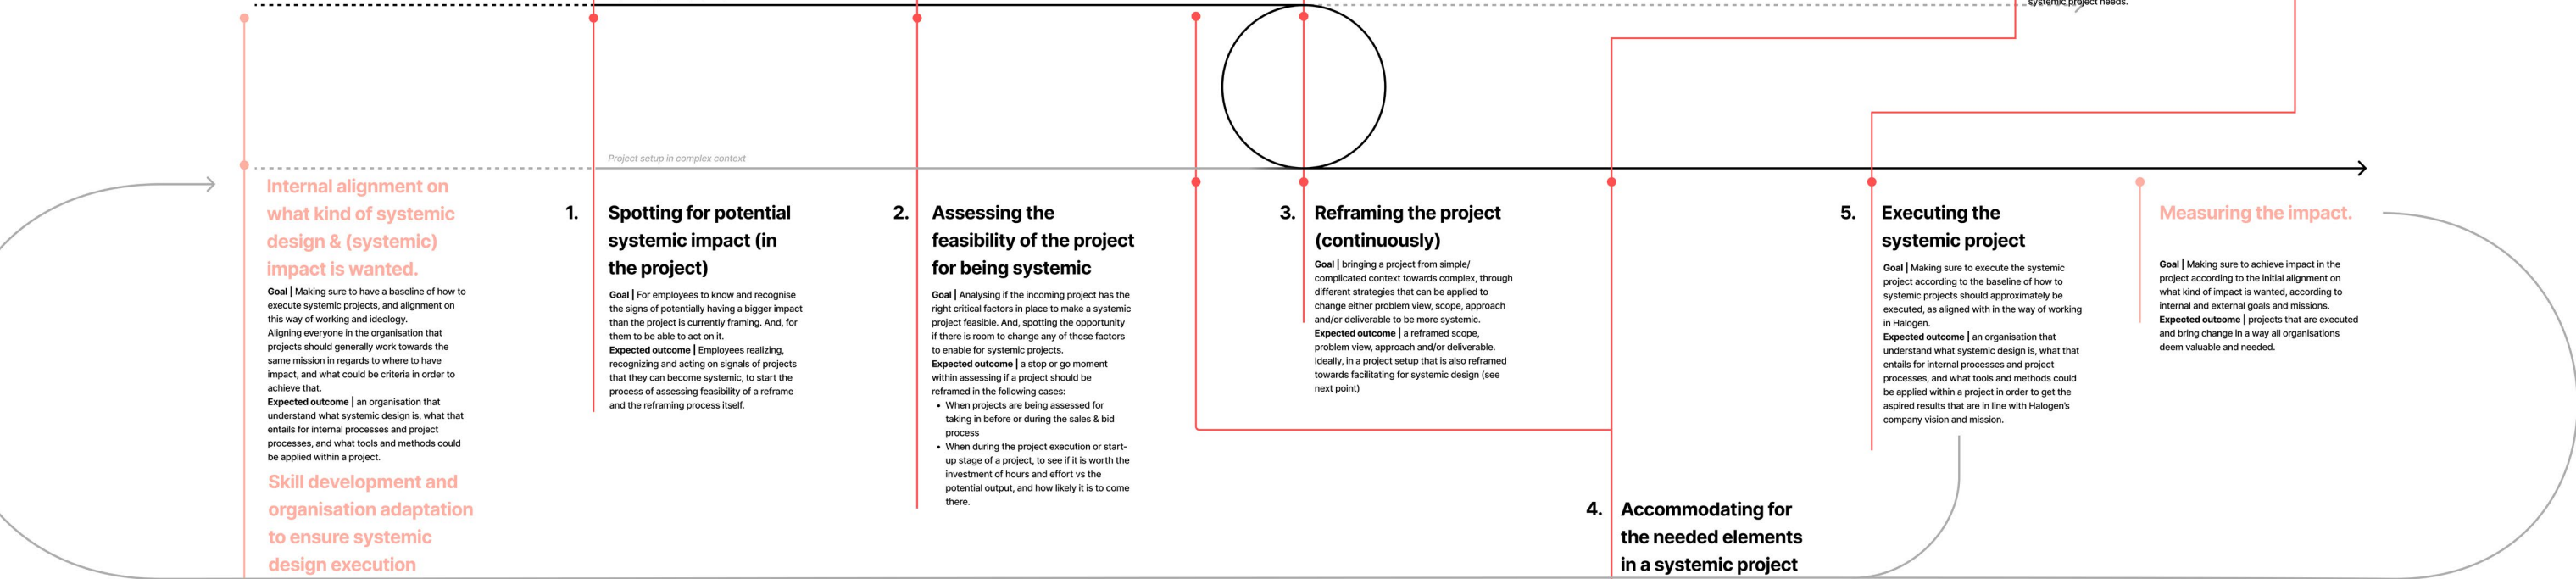 systemic project needs.
Project setup in complex context
Internal alignment on
what kind of systemic
design & (systemic)
impact is wanted.
Goal | Making sure to have a baseline of how to
execute systemic projects, and alignment on
this way of working and ideology.
Aligning everyone in the organisation that
projects should generally work towards the
same mission in regards to where to have
impact, and what could be criteria in order to
achieve that.
Expected outcome | an organisation that
understand what systemic design is, what that
entails for internal processes and project
processes, and what tools and methods could
be applied within a project.
Skill development and
organisation adaptation
to ensure systemic
design execution
1. Spotting for potential
systemic impact (in
the project)
Goal | For employees to know and recognise
the signs of potentially having a bigger impact
than the project is currently framing. And, for
them to be able to act on it.
Expected outcome | Employees realizing,
recognizing and acting on signals of projects
that they can become systemic, to start the
process of assessing feasibility of a reframe
and the reframing process itself.
2. Assessing the
feasibility of the project
for being systemic
Goal | Analysing if the incoming project has the
right critical factors in place to make a systemic
project feasible. And, spotting the opportunity
if there is room to change any of those factors
to enable for systemic projects.
Expected outcome | a stop or go moment
within assessing if a project should be
reframed in the following cases:
• When projects are being assessed for
taking in before or during the sales & bid
process
• When during the project execution or start-
up stage of a project, to see if it is worth the
investment of hours and effort vs the
potential output, and how likely it is to come
there.
3. Reframing the project
(continuously)
Goal | bringing a project from simple/
complicated context towards complex, through
different strategies that can be applied to
change either problem view, scope, approach
and/or deliverable to be more systemic.
Expected outcome | a reframed scope,
problem view, approach and/or deliverable.
Ideally, in a project setup that is also reframed
towards facilitating for systemic design (see
next point)
4. Accommodating for
the needed elements
in a systemic project
5. Executing the
systemic project
Goal | Making sure to execute the systemic
project according to the baseline of how to
systemic projects should approximately be
executed, as aligned with in the way of working
in Halogen.
Expected outcome | an organisation that
understand what systemic design is, what that
entails for internal processes and project
processes, and what tools and methods could
be applied within a project in order to get the
aspired results that are in line with Halogen's
company vision and mission.
Measuring the impact.
Goal | Making sure to achieve impact in the
project according to the initial alignment on
what kind of impact is wanted, according to
internal and external goals and missions.
Expected outcome | projects that are executed
and bring change in a way all organisations
deem valuable and needed.